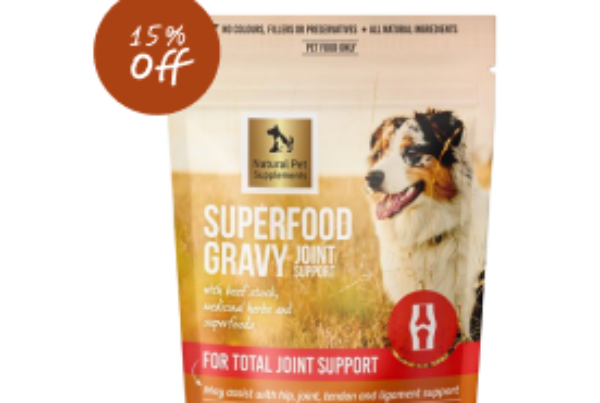 15%
off
NO COLOURS, FILLERS OR PRESERVATIVES + ALL NATURAL INGREDIENTS
PET FOOD ONLY
Natural Pet
Supplements
SUPERFOOD
GRAVY JOINT
SUPPORT
with beef stock,
medicinal herbs and
superfoods
FOR TOTAL JOINT SUPPORT
May assist with hip, joint, tendon and ligament support